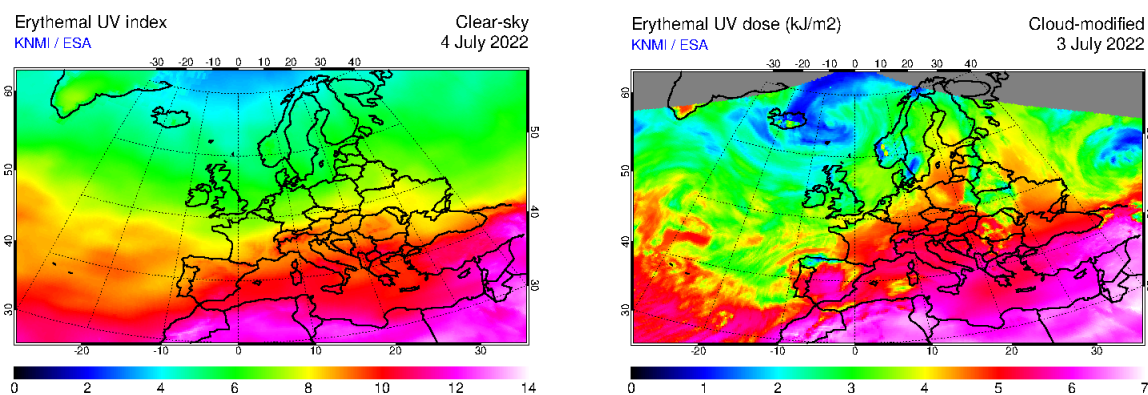 Erythemal UV index
Clear-sky
KNMI / ESA
4 July 2022
-30 -20 -10 0 10 20 30 40
60
50
40
30
50
40
30
-20 -10 0 10 20 30
0 2 4 6 8 10 12 14
Erythemal UV dose (kJ/m2)
Cloud-modified
KNMI / ESA
3 July 2022
-30 -20 -10 0 10 20 30 40
60
50
40
30
50
40
30
-20 -10 0 10 20 30
0 1 2 3 4 5 6 7